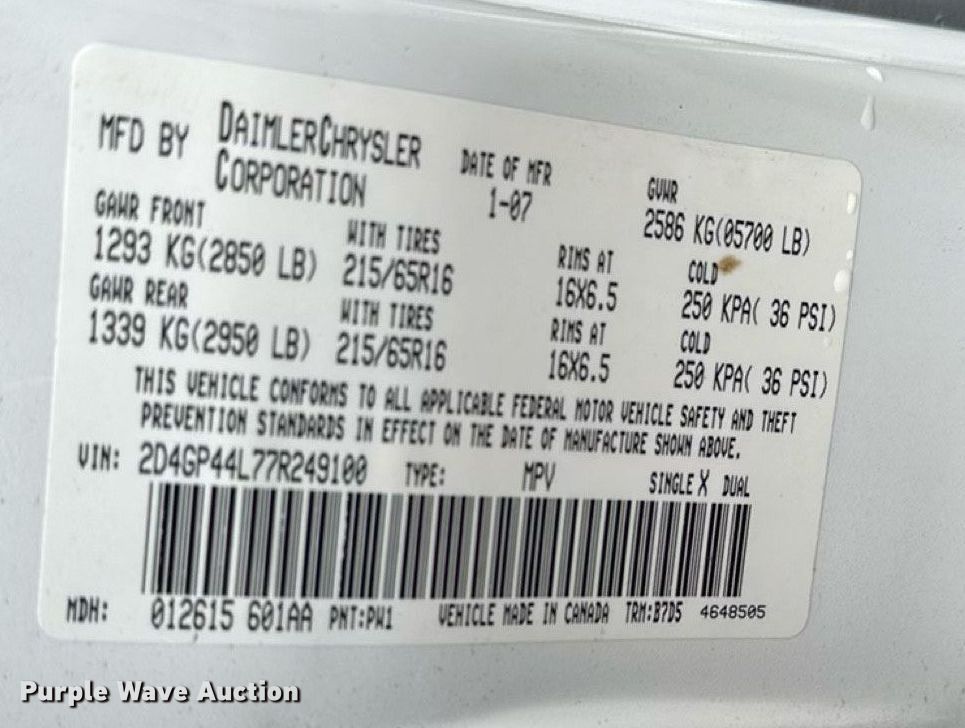 MFD BY DAIMLERCHRYSLER CORPORATION DATE OF MFR 1-07 GVWR 2586 KG(05700 LB)
GAWR FRONT WITH TIRES RIMS AT COLD
1293 KG(2850 LB) 215/65R16 16X6.5 250 KPA( 36 PSI)
GAWR REAR WITH TIRES RIMS AT COLD
1339 KG(2950 LB) 215/65R16 16X6.5 250 KPA( 36 PSI)
THIS VEHICLE CONFORMS TO ALL APPLICABLE FEDERAL MOTOR VEHICLE SAFETY AND THEFT
PREVENTION STANDARDS IN EFFECT ON THE DATE OF MANUFACTURE SHOWN ABOVE.
VIN: 2D4GP44L77R249100 TYPE: MPV SINGLE X DUAL
MDH: 012615 601AA PNT:PW1 VEHICLE MADE IN CANADA TRM:B7D5 4648505
Purple Wave Auction